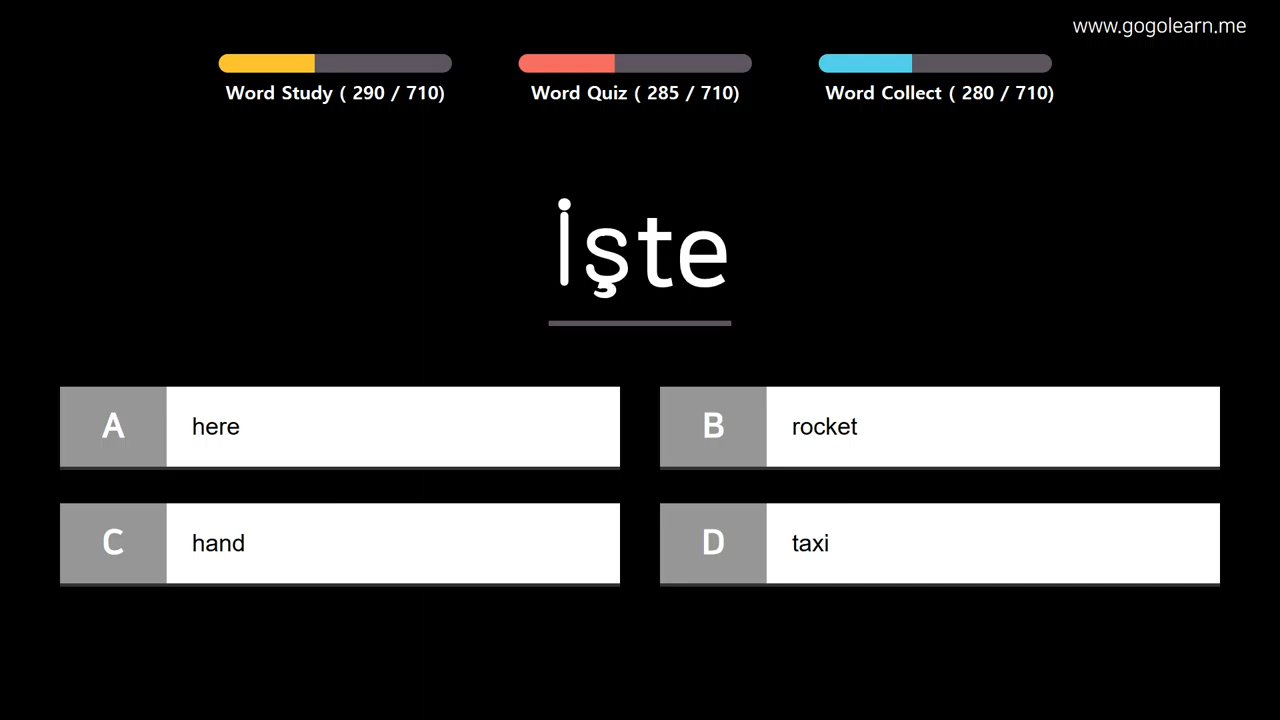 www.gogolearn.me
Word Study ( 290 / 710)
Word Quiz ( 285 / 710)
Word Collect ( 280 / 710)
İşte
A
here
B
rocket
C
hand
D
taxi